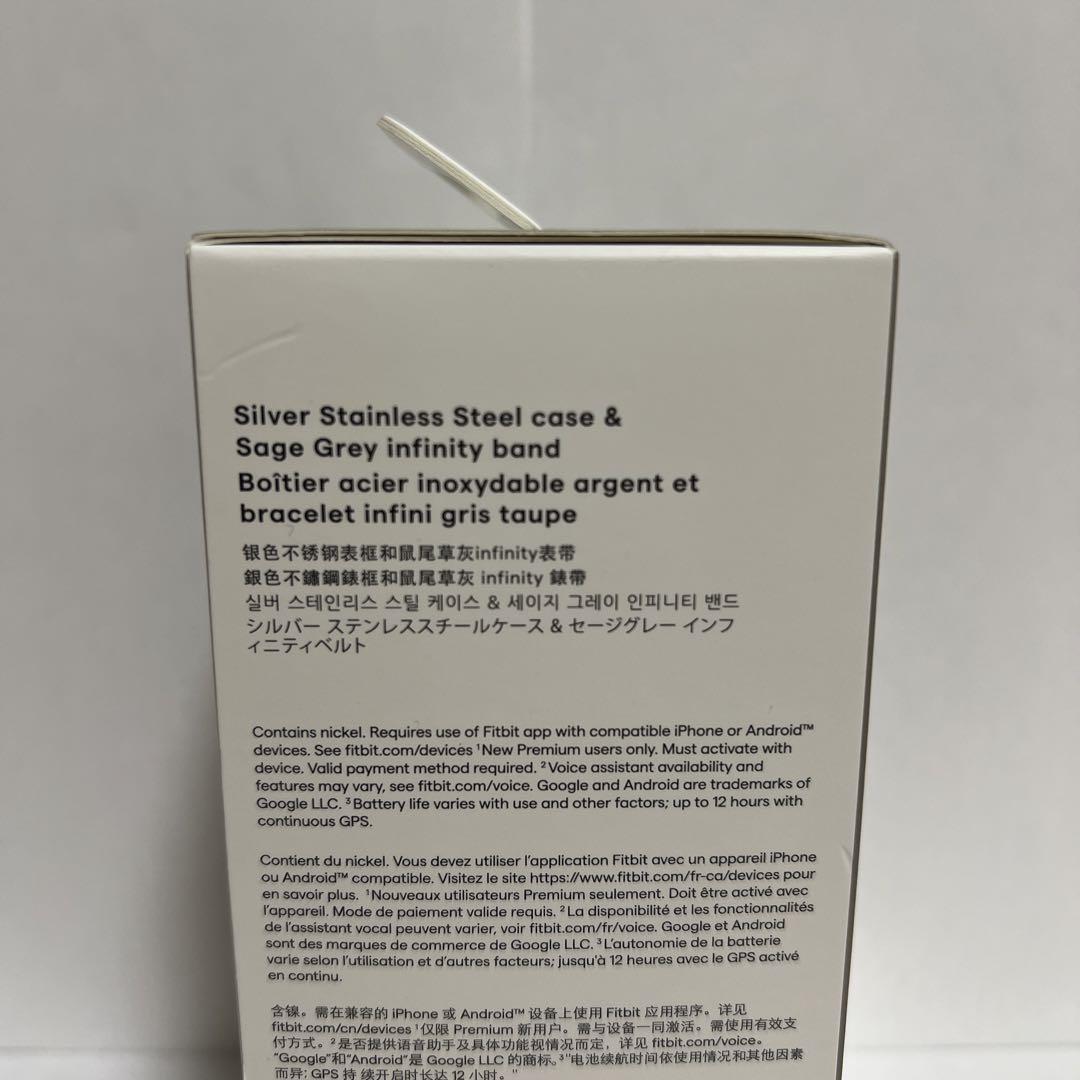 Silver Stainless Steel case &
Sage Grey infinity band
Boîtier acier inoxydable argent et
bracelet infini gris taupe
银色不锈钢表框和鼠尾草灰infinity表带
銀色不鏽鋼錶框和鼠尾草灰 infinity 錶帶
실버 스테인리스 스틸 케이스 & 세이지 그레이 인피니티 밴드
シルバー ステンレススチールケース & セージグレー インフ
ィニティベルト
Contains nickel. Requires use of Fitbit app with compatible iPhone or Android™
devices. See fitbit.com/devices ¹New Premium users only. Must activate with
device. Valid payment method required. ²Voice assistant availability and
features may vary, see fitbit.com/voice. Google and Android are trademarks of
Google LLC. ³Battery life varies with use and other factors; up to 12 hours with
continuous GPS.
Contient du nickel. Vous devez utiliser l'application Fitbit avec un appareil iPhone
ou Android™ compatible. Visitez le site https://www.fitbit.com/fr-ca/devices pour
en savoir plus. ¹Nouveaux utilisateurs Premium seulement. Doit être activé avec
l'appareil. Mode de paiement valide requis. ²La disponibilité et les fonctionnalités
de l'assistant vocal peuvent varier, voir fitbit.com/fr/voice. Google et Android
sont des marques de commerce de Google LLC. ³L'autonomie de la batterie
varie selon l'utilisation et d'autres facteurs; jusqu'à 12 heures avec le GPS activé
en continu.
含镍。需在兼容的 iPhone 或 Android™ 设备上使用 Fitbit 应用程序。详见
fitbit.com/cn/devices ¹仅限 Premium 新用户。需与设备一同激活。需使用有效支
付方式。²是否提供语音助手及具体功能视情况而定，详见 fitbit.com/voice。
"Google"和"Android"是 Google LLC 的商标。³"电池续航时间依使用情况和其他因素
而异; GPS 持 续开启时长达 12 小时。"